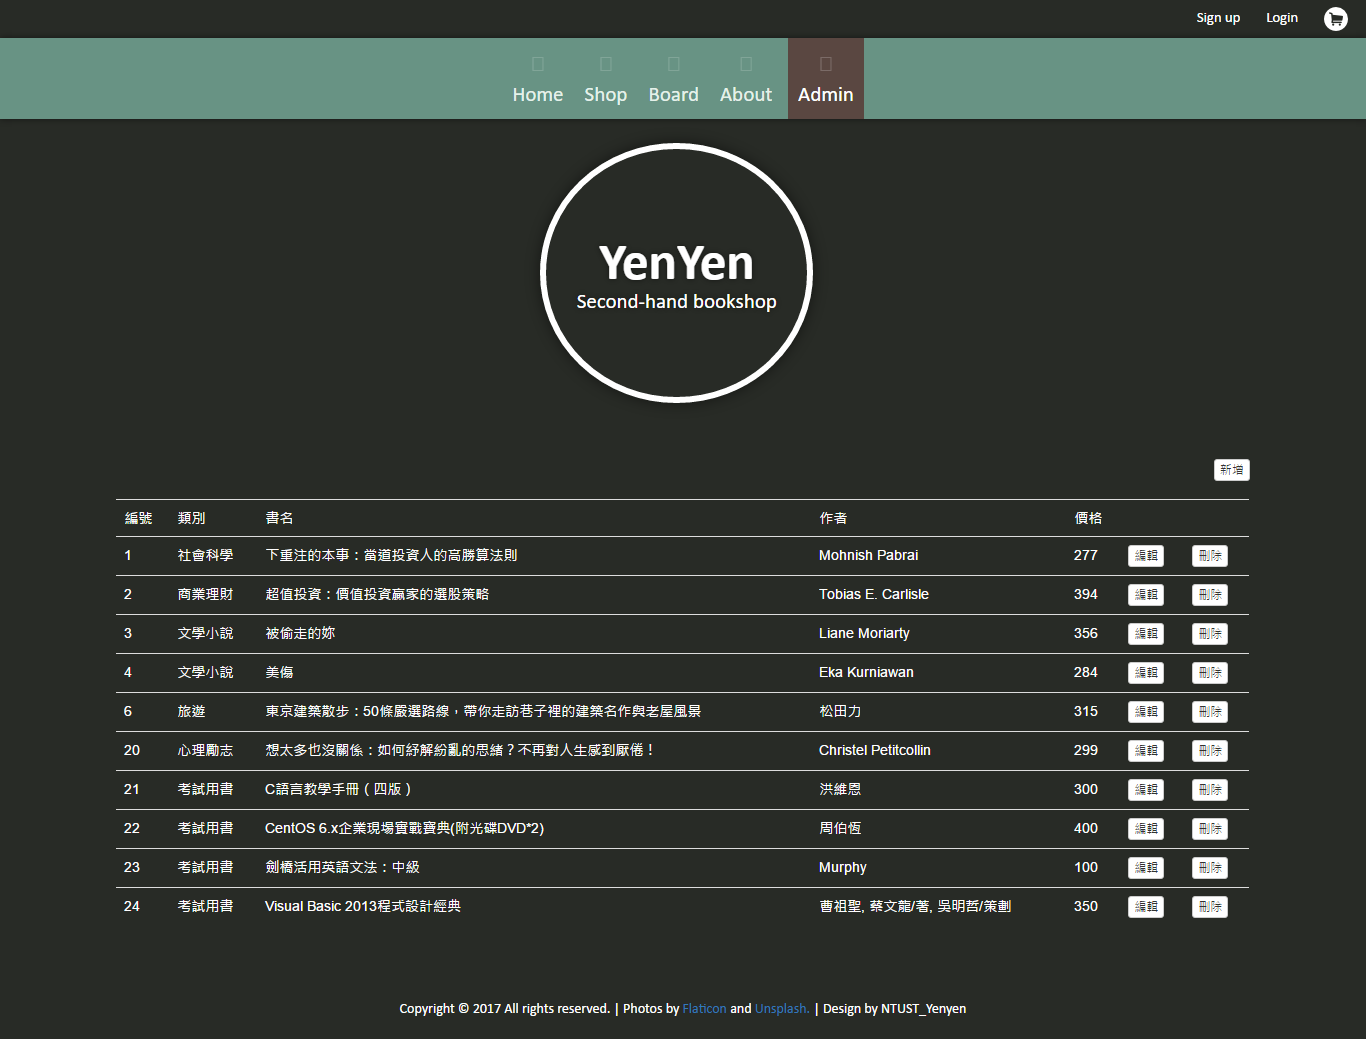 Sign up Login
Home Shop Board About Admin
YenYen
Second-hand bookshop
新增
編號 類別 書名 作者 價格
1 社會科學 下重注的本事：當道投資人的高勝算法則 Mohnish Pabrai 277 編輯 刪除
2 商業理財 超值投資：價值投資贏家的選股策略 Tobias E. Carlisle 394 編輯 刪除
3 文學小說 被偷走的妳 Liane Moriarty 356 編輯 刪除
4 文學小說 美傷 Eka Kurniawan 284 編輯 刪除
6 旅遊 東京建築散步：50條嚴選路線，帶你走訪巷子裡的建築名作與老屋風景 松田力 315 編輯 刪除
20 心理勵志 想太多也沒關係：如何紓解紛亂的思緒？不再對人生感到厭倦！ Christel Petitcollin 299 編輯 刪除
21 考試用書 C語言教學手冊（四版） 洪維恩 300 編輯 刪除
22 考試用書 CentOS 6.x企業現場實戰寶典(附光碟DVD*2) 周伯恆 400 編輯 刪除
23 考試用書 劍橋活用英語文法：中級 Murphy 100 編輯 刪除
24 考試用書 Visual Basic 2013程式設計經典 曹祖聖, 蔡文龍/著, 吳明哲/策劃 350 編輯 刪除
Copyright © 2017 All rights reserved. | Photos by Flaticon and Unsplash. | Design by NTUST_Yenyen